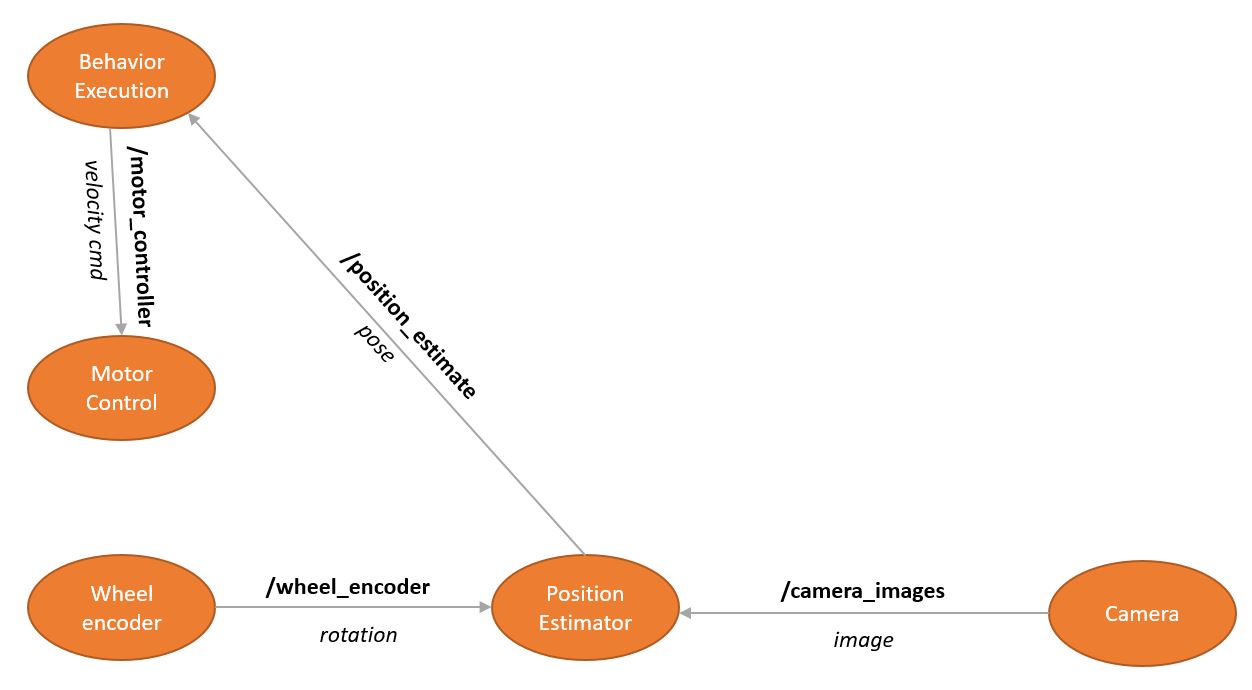 Behavior
Execution
/motor_controller
velocity cmd
Motor
Control
/position_estimate
pose
Wheel
encoder
/wheel_encoder
rotation
Position
Estimator
/camera_images
image
Camera